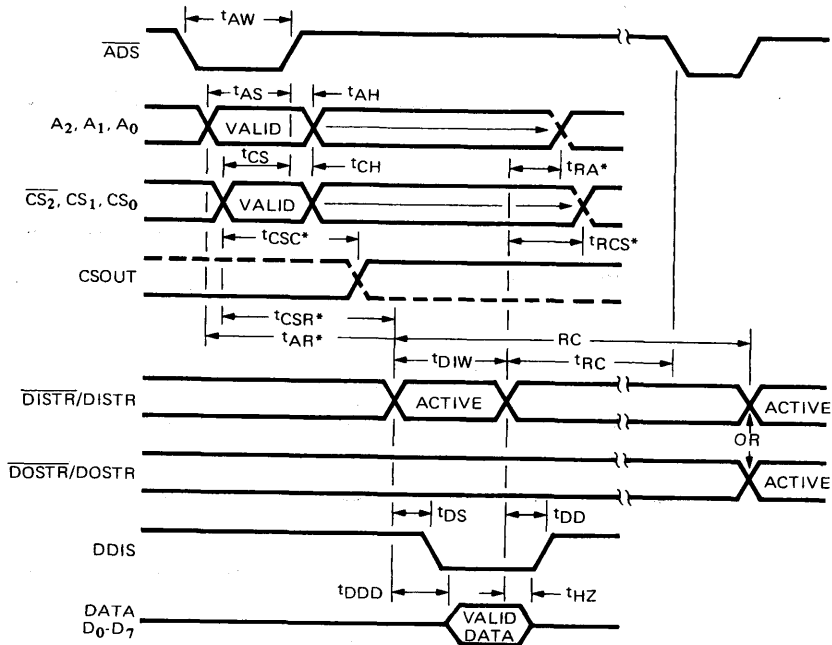 tAW
ADS
tAS tAH
A2, A1, A0 VALID
tCS tCH tRA*
CS2, CS1, CS0 VALID
tCSC* tRCS*
CSOUT
tCSR*
tAR* RC
tDIW tRC
DISTR/DISTR ACTIVE ACTIVE
OR
DOSTR/DOSTR ACTIVE
tDS tDD
DDIS
tDDD tHZ
DATA VALID
D0-D7 DATA